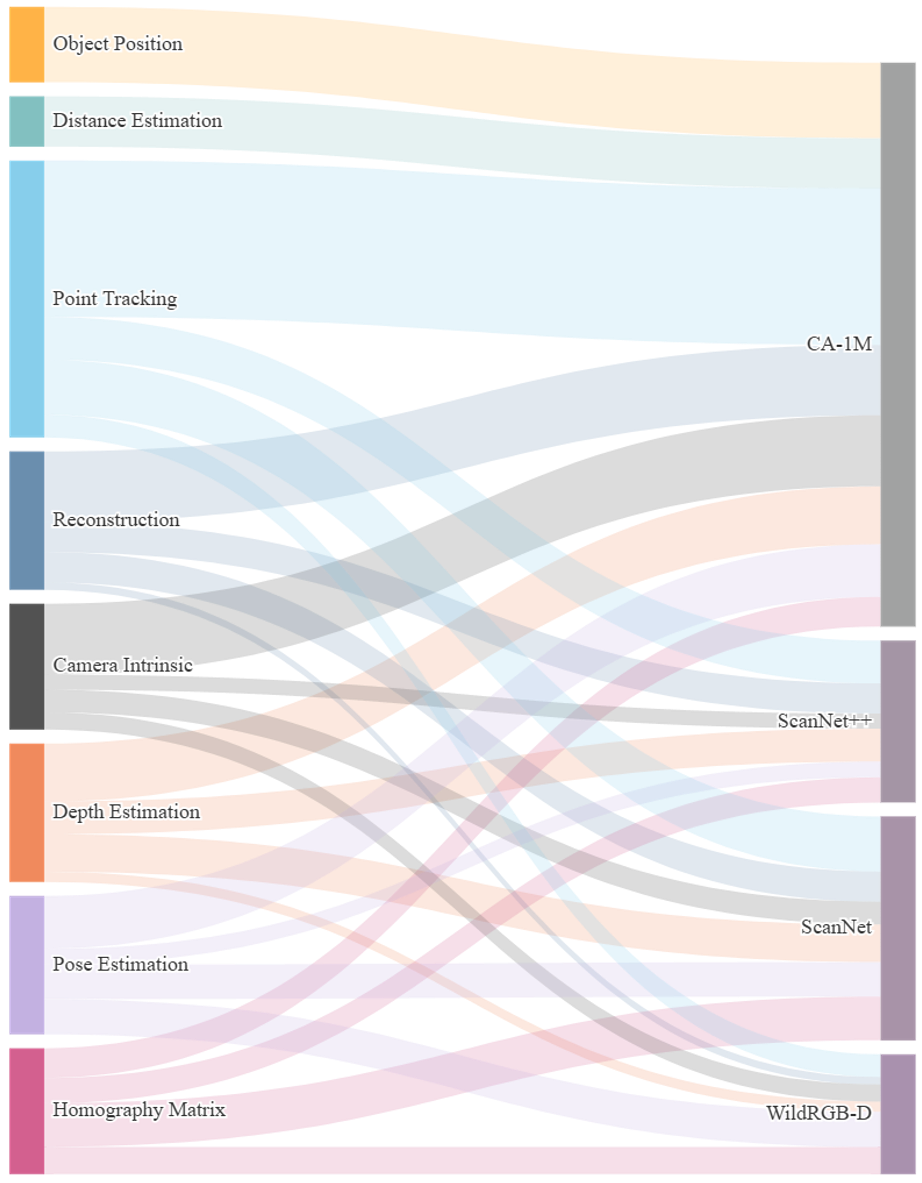 Object Position
Distance Estimation
Point Tracking
CA-1M
Reconstruction
Camera Intrinsic
ScanNet++
Depth Estimation
ScanNet
Pose Estimation
Homography Matrix
WildRGB-D